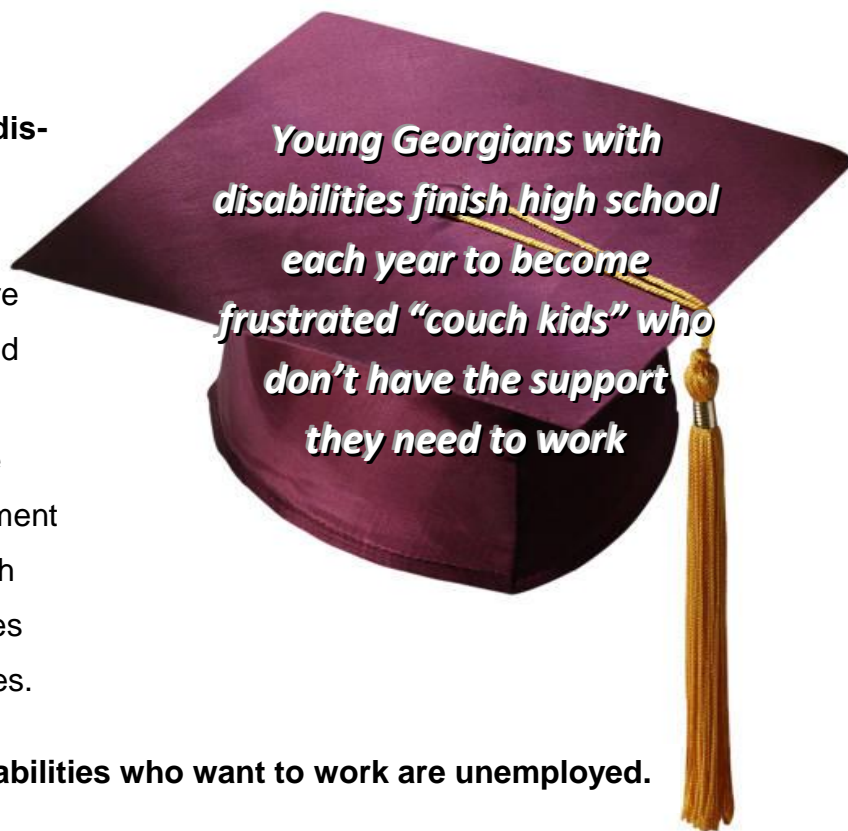 dis-
Young Georgians with
disabilities finish high school
each year to become
frustrated “couch kids” who
don’t have the support
they need to work
e
d
ment
h
es
es.
abilities who want to work are unemployed.